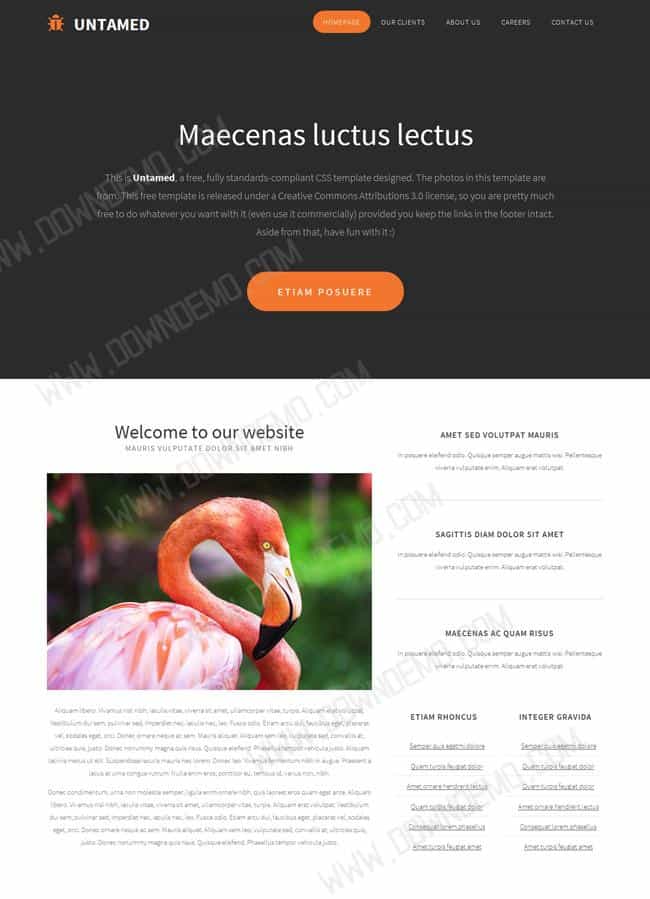 UNTAMED
HOMEPAGE
OUR CLIENTS
ABOUT US
CAREERS
CONTACT US
Maecenas luctus lectus
This is Untamed, a free, fully standards-compliant CSS template designed. The photos in this template are
from. This free template is released under a Creative Commons Attributions 3.0 license, so you are pretty much
free to do whatever you want with it (even use it commercially) provided you keep the links in the footer intact.
Aside from that, have fun with it :)
ETIAM POSUERE
Welcome to our website
MAURIS VULPUTATE DOLOR SIT AMET NIBH
Aliquam libero. Vivamus nisl nibh, iaculis vitae, viverra sit amet, ullamcorper vitae, turpis. Aliquam erat volutpat.
Vestibulum dui sem, pulvinar sed, imperdiet nec, iaculis nec, leo. Fusce odio. Etiam arcu dui, faucibus eget, placerat
vel, sodales eget, orci. Donec ornare neque ac sem. Mauris aliquet. Aliquam sem leo, vulputate sed, convallis at,
ultricies quis, justo. Donec nonummy magna quis risus. Quisque eleifend. Phasellus tempor vehicula justo. Aliquam
lacinia metus ut elit. Suspendisse iaculis mauris nec lorem. Donec leo. Vivamus fermentum nibh in augue. Praesent a
lacus at urna congue rutrum. Nulla enim eros, porttitor eu, tempus id, varius non, nibh.
Donec condimentum, urna non molestie semper, ligula enim ornare nibh, quis laoreet eros quam eget ante. Aliquam
libero. Vivamus nisl nibh, iaculis vitae, viverra sit amet, ullamcorper vitae, turpis. Aliquam erat volutpat. Vestibulum
dui sem, pulvinar sed, imperdiet nec, iaculis nec, leo. Fusce odio. Etiam arcu dui, faucibus eget, placerat vel, sodales
eget, orci. Donec ornare neque ac sem. Mauris aliquet. Aliquam sem leo, vulputate sed, convallis at, ultricies quis,
justo. Donec nonummy magna quis risus. Quisque eleifend. Phasellus tempor vehicula justo.
AMET SED VOLUTPAT MAURIS
In posuere eleifend odio. Quisque semper augue mattis wisi. Pellentesque
viverra vulputate enim. Aliquam erat volutpat.
SAGITTIS DIAM DOLOR SIT AMET
In posuere eleifend odio. Quisque semper augue mattis wisi. Pellentesque
viverra vulputate enim. Aliquam erat volutpat.
MAECENAS AC QUAM RISUS
In posuere eleifend odio. Quisque semper augue mattis wisi. Pellentesque
viverra vulputate enim. Aliquam erat volutpat.
ETIAM RHONCUS
Semper quis egetmi dolore
Quam turpis feugiat dolor
Amet ornare hendrerit lectus
Quam turpis feugiat dolor
Consequat lorem phasellus
Amet turpis feugiat amet
INTEGER GRAVIDA
Semper quis egetmi dolore
Quam turpis feugiat dolor
Quam turpis feugiat dolor
Amet ornare hendrerit lectus
Consequat lorem phasellus
Amet turpis feugiat dolor
WWW.DOWNDEMO.COM
WWW.DOWNDEMO.COM
WWW.DOWNDEMO.COM
WWW.DOWNDEMO.COM
WWW.DOWNDEMO.COM
WWW.DOWNDEMO.COM